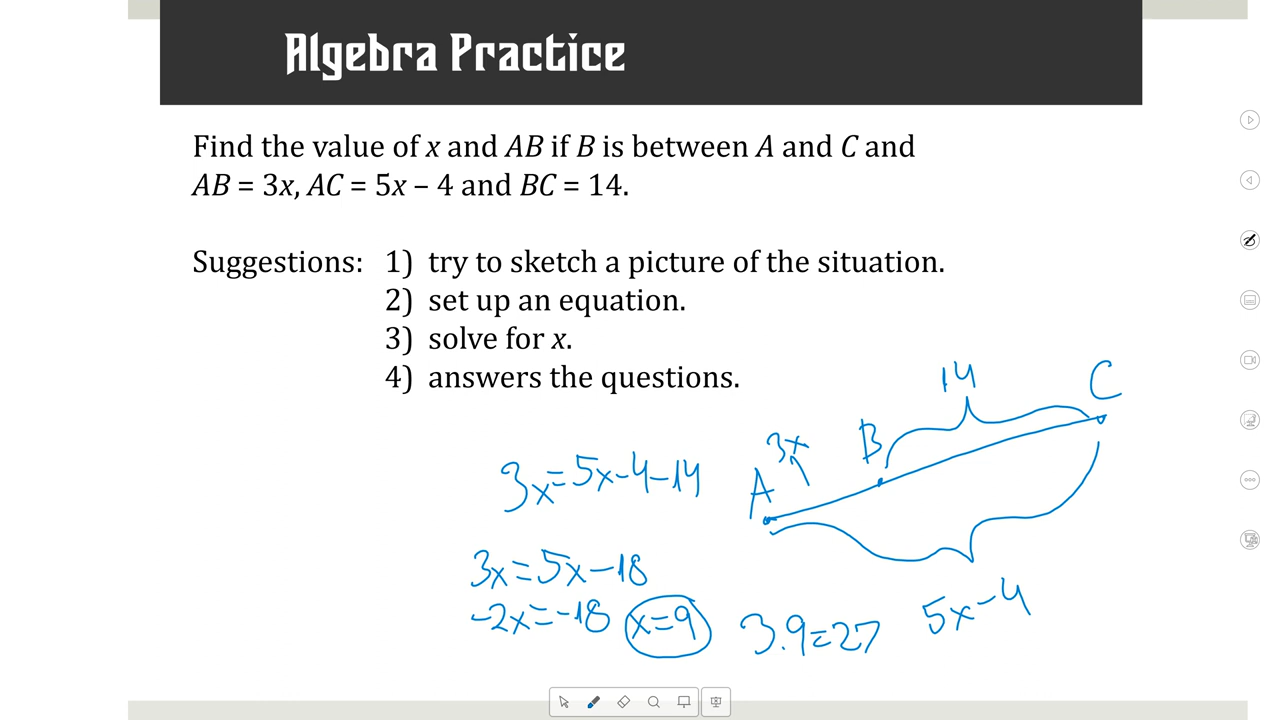 Algebra Practice
Find the value of x and AB if B is between A and C and
AB = 3x, AC = 5x – 4 and BC = 14.
Suggestions: 1) try to sketch a picture of the situation.
2) set up an equation.
3) solve for x.
4) answers the questions.
14
C
3x
B
A
3x=5x-4-14
3x=5x-18
-2x=-18
x=9
3.9=27
5x-4